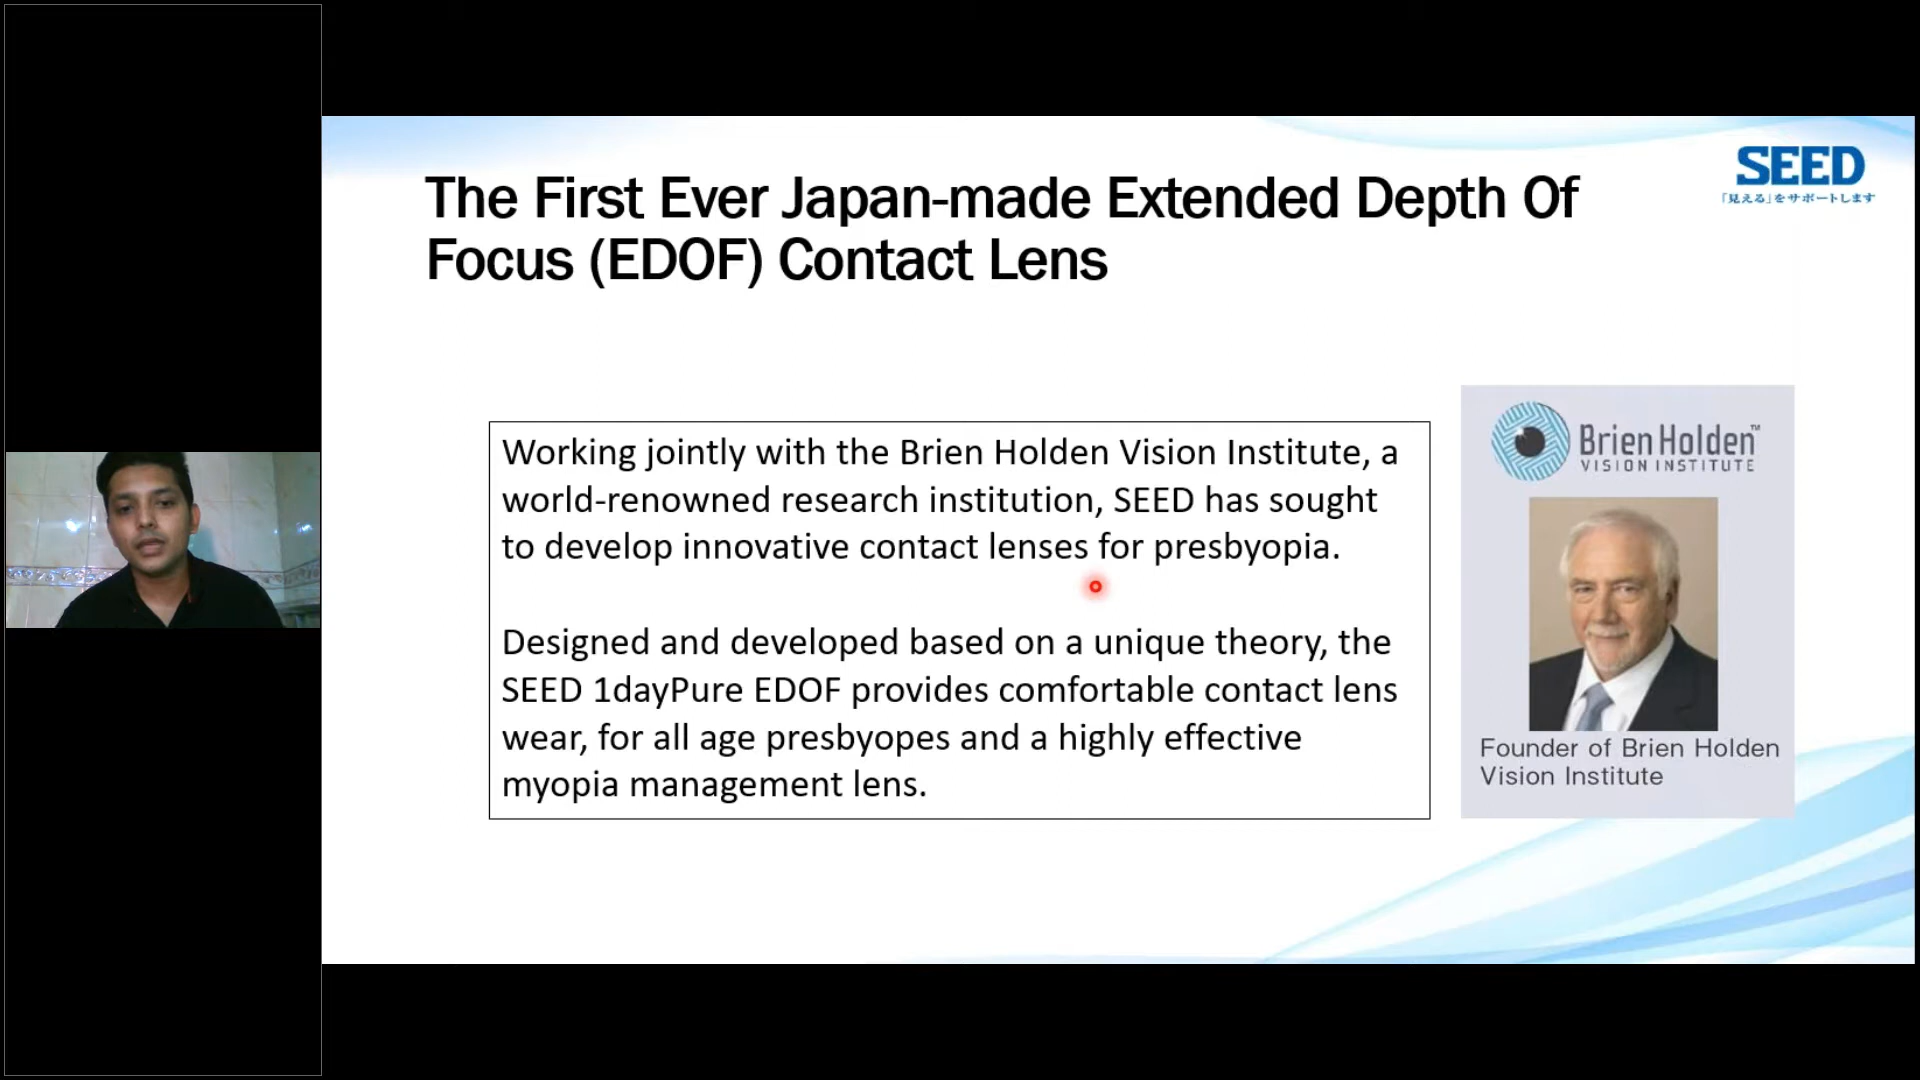 The First Ever Japan-made Extended Depth Of
Focus (EDOF) Contact Lens
SEED
「見える」をサポートします
Working jointly with the Brien Holden Vision Institute, a
world-renowned research institution, SEED has sought
to develop innovative contact lenses for presbyopia.
Designed and developed based on a unique theory, the
SEED 1dayPure EDOF provides comfortable contact lens
wear, for all age presbyopes and a highly effective
myopia management lens.
Brien Holden™
VISION INSTITUTE
Founder of Brien Holden
Vision Institute